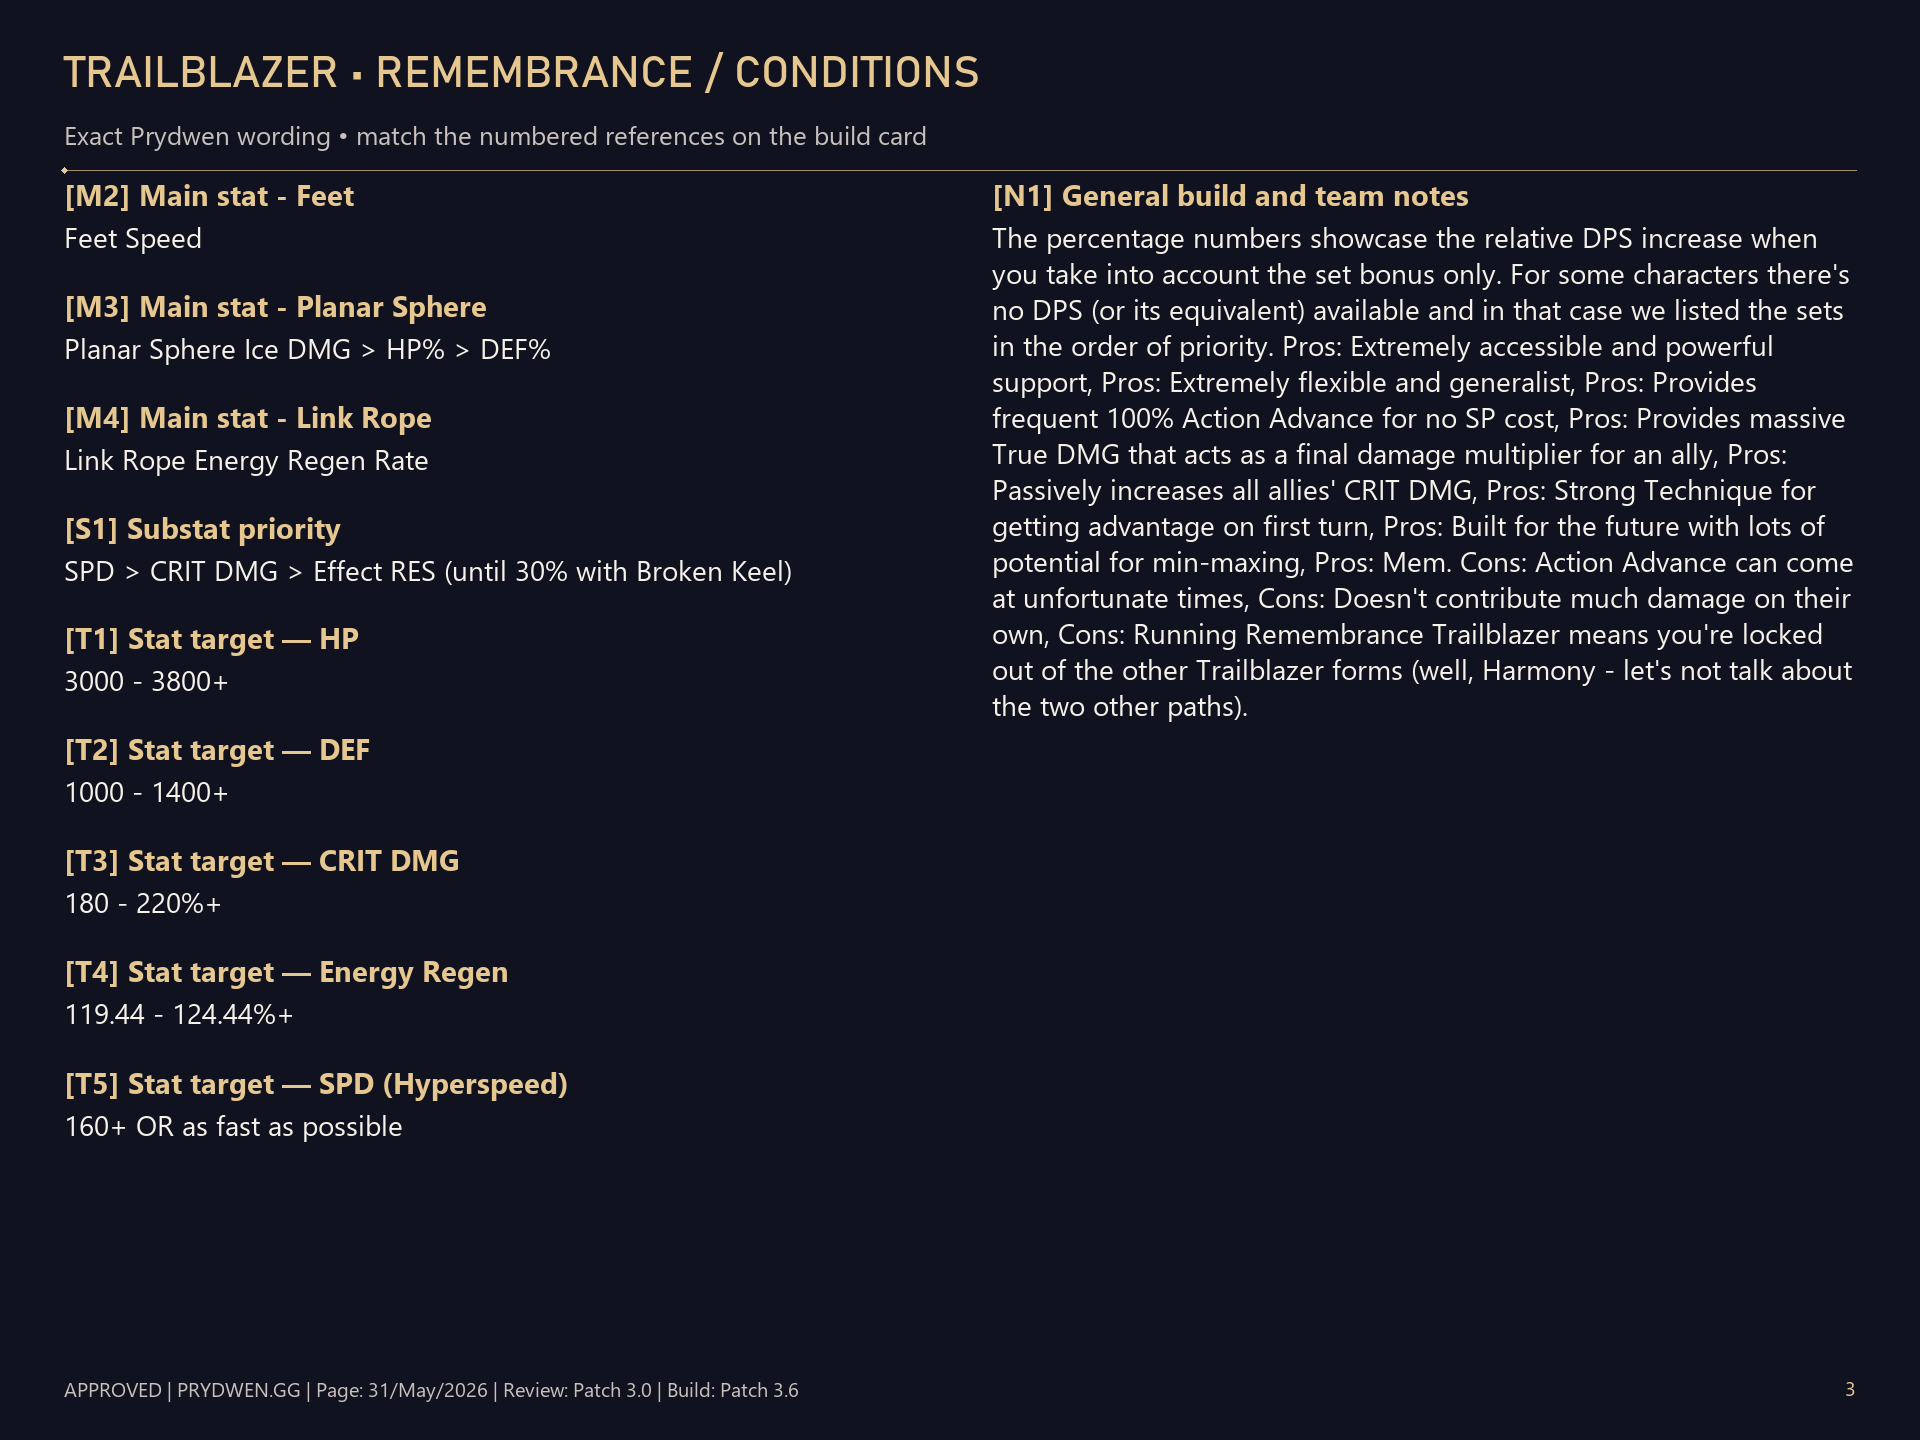 TRAILBLAZER • REMEMBRANCE / CONDITIONS
Exact Prydwen wording • match the numbered references on the build card
[M2] Main stat - Feet
Feet Speed
[M3] Main stat - Planar Sphere
Planar Sphere Ice DMG > HP% > DEF%
[M4] Main stat - Link Rope
Link Rope Energy Regen Rate
[S1] Substat priority
SPD > CRIT DMG > Effect RES (until 30% with Broken Keel)
[T1] Stat target — HP
3000 - 3800+
[T2] Stat target — DEF
1000 - 1400+
[T3] Stat target — CRIT DMG
180 - 220%+
[T4] Stat target — Energy Regen
119.44 - 124.44%+
[T5] Stat target — SPD (Hyperspeed)
160+ OR as fast as possible
[N1] General build and team notes
The percentage numbers showcase the relative DPS increase when
you take into account the set bonus only. For some characters there's
no DPS (or its equivalent) available and in that case we listed the sets
in the order of priority. Pros: Extremely accessible and powerful
support, Pros: Extremely flexible and generalist, Pros: Provides
frequent 100% Action Advance for no SP cost, Pros: Provides massive
True DMG that acts as a final damage multiplier for an ally, Pros:
Passively increases all allies' CRIT DMG, Pros: Strong Technique for
getting advantage on first turn, Pros: Built for the future with lots of
potential for min-maxing, Pros: Mem. Cons: Action Advance can come
at unfortunate times, Cons: Doesn't contribute much damage on their
own, Cons: Running Remembrance Trailblazer means you're locked
out of the other Trailblazer forms (well, Harmony - let's not talk about
the two other paths).
APPROVED | PRYDWEN.GG | Page: 31/May/2026 | Review: Patch 3.0 | Build: Patch 3.6
3